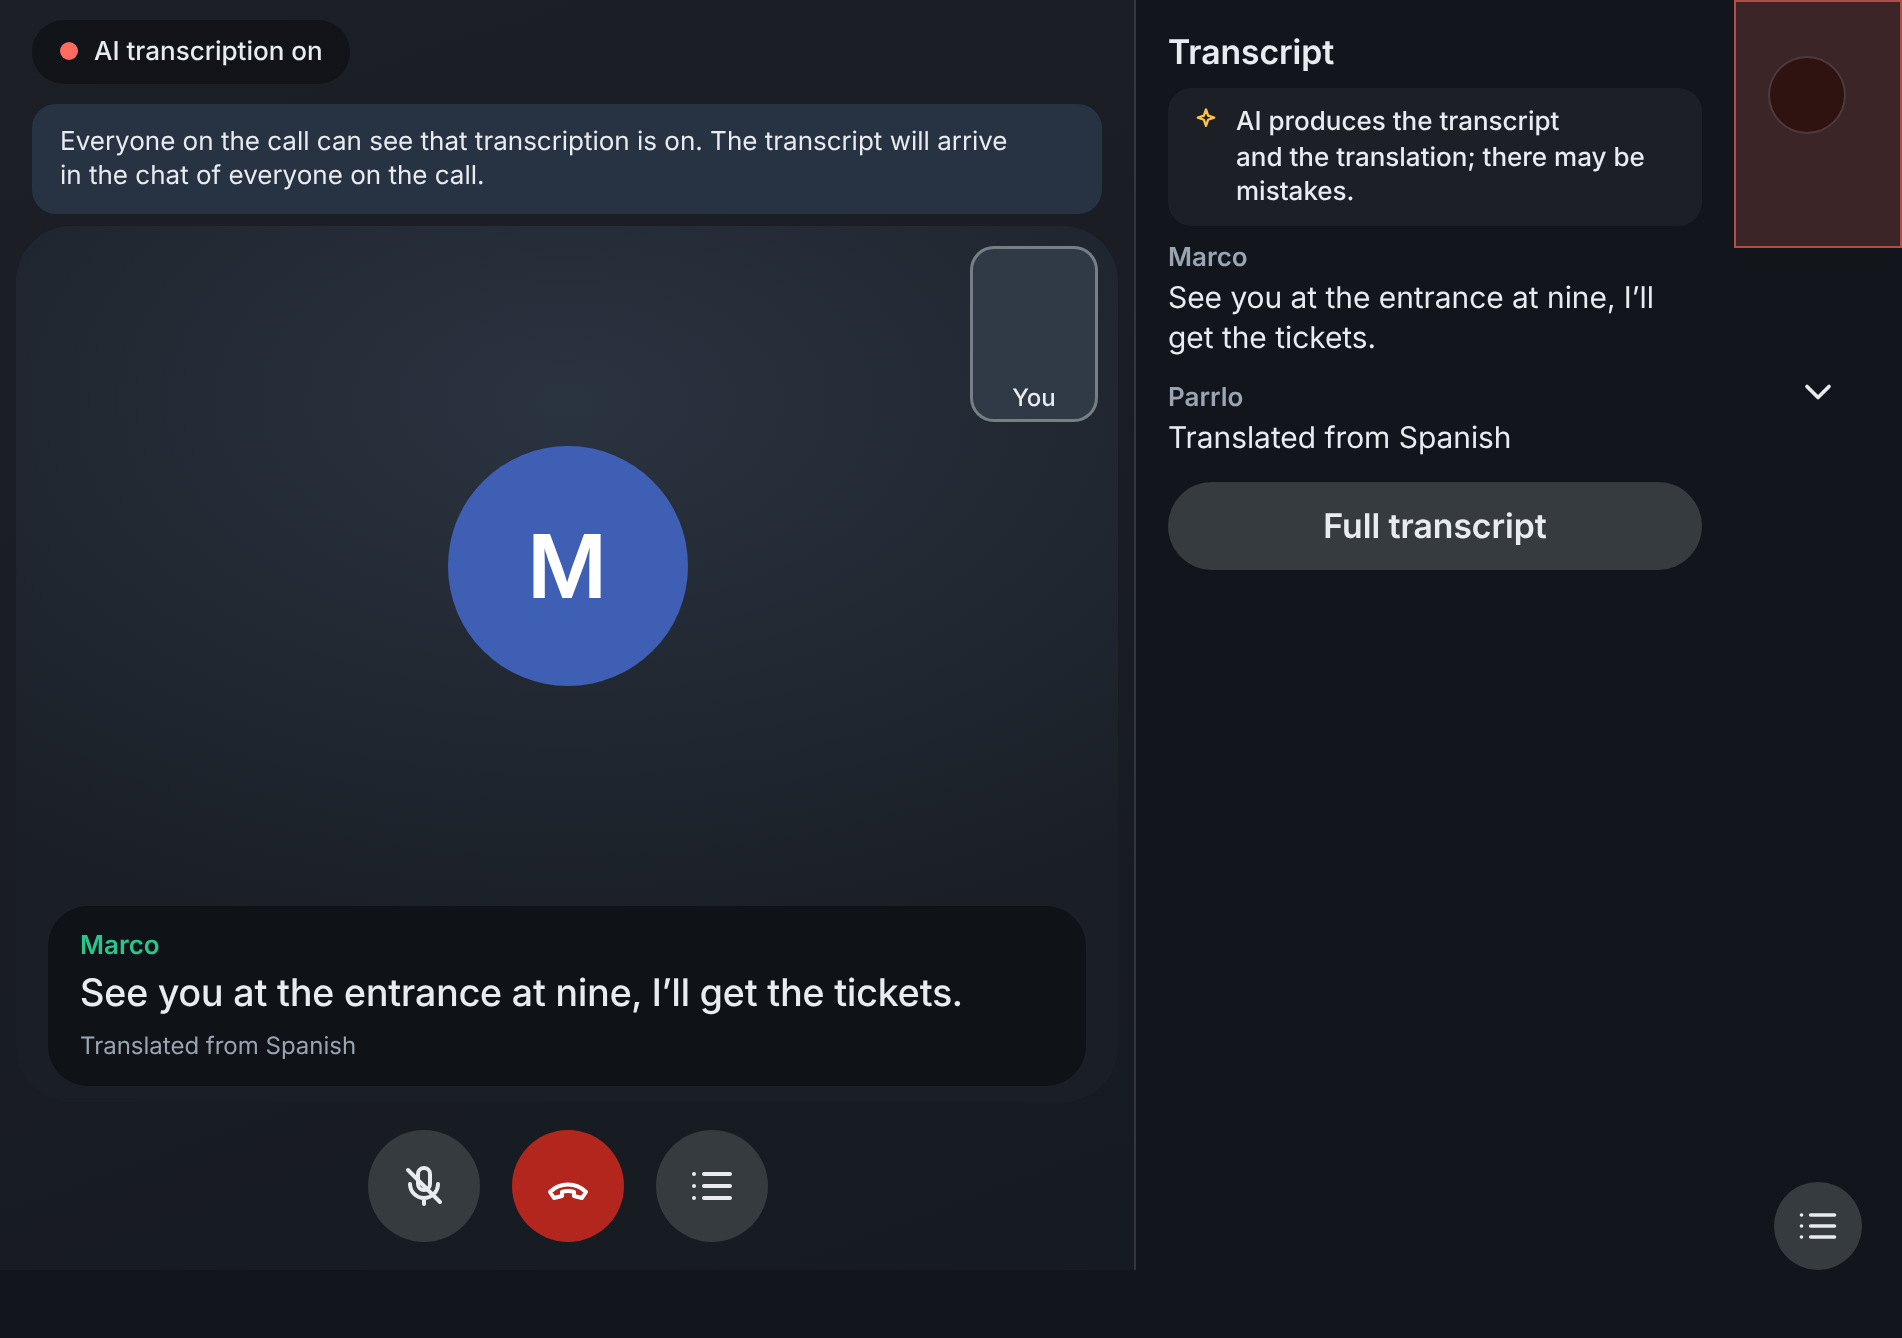 AI transcription on
Everyone on the call can see that transcription is on. The transcript will arrive
in the chat of everyone on the call.
You
M
Marco
See you at the entrance at nine, I’ll get the tickets.
Translated from Spanish
Transcript
AI produces the transcript
and the translation; there may be
mistakes.
Marco
See you at the entrance at nine, I’ll
get the tickets.
Parrlo
Translated from Spanish
Full transcript